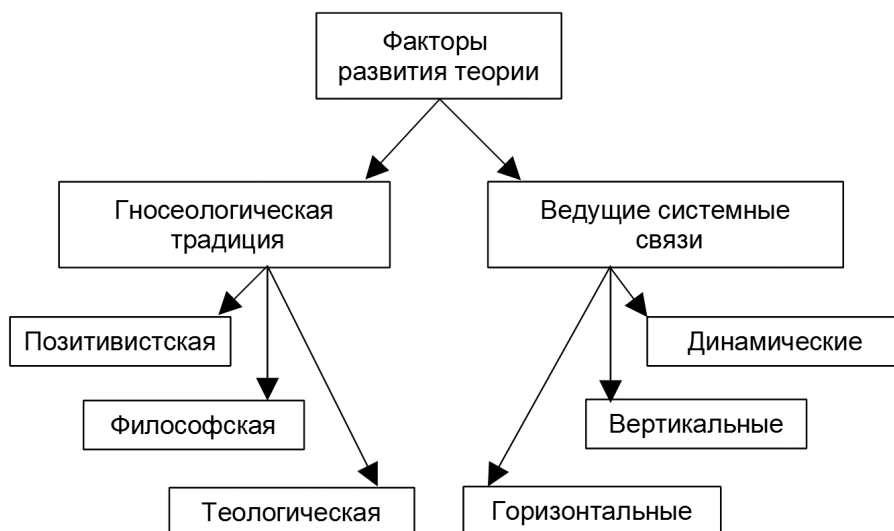 Факторы
развития теории
Гносеологическая
традиция
Ведущие системные
связи
Позитивистская
Динамические
Философская
Вертикальные
Теологическая
Горизонтальные